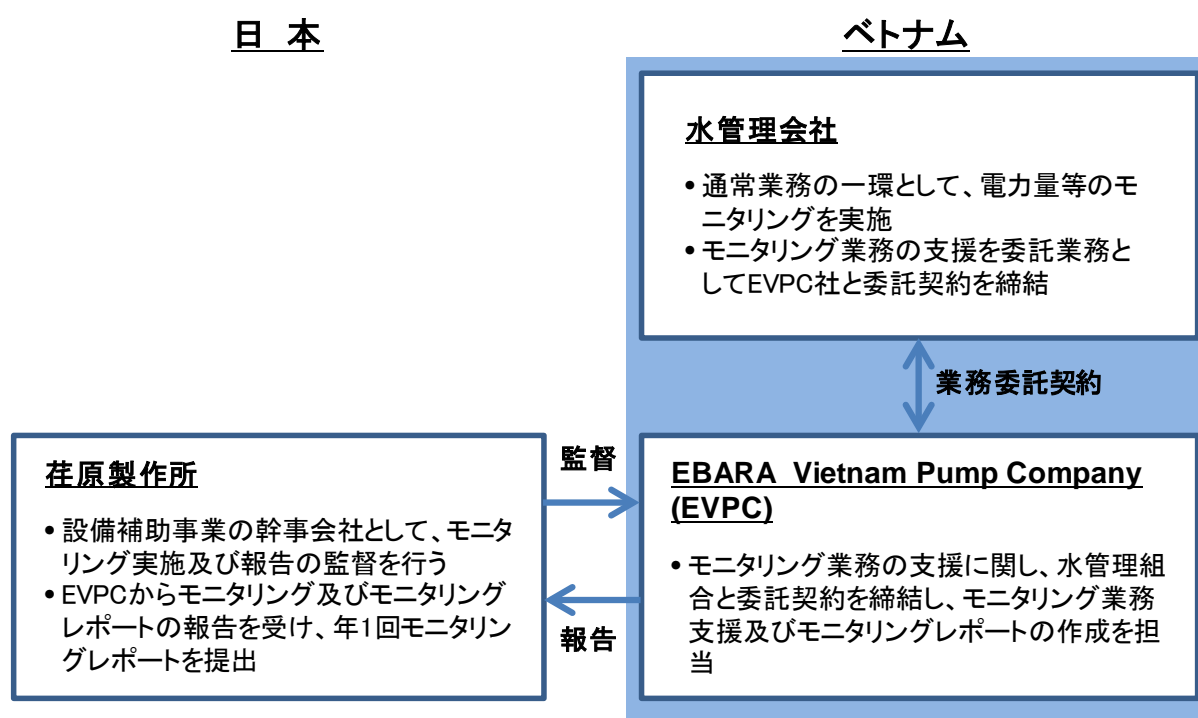 日 本
ベトナム
水管理会社
•通常業務の一環として、電力量等のモ
ニタリングを実施
•モニタリング業務の支援を委託業務と
してEVPC社と委託契約を締結
業務委託契約
荏原製作所
•設備補助事業の幹事会社として、モニタ
リング実施及び報告の監督を行う
•EVPCからモニタリング及びモニタリング
レポートの報告を受け、年1回モニタリン
グレポートを提出
監督
報告
EBARA Vietnam Pump Company
(EVPC)
•モニタリング業務の支援に関し、水管理組
合と委託契約を締結し、モニタリング業務
支援及びモニタリングレポートの作成を担
当